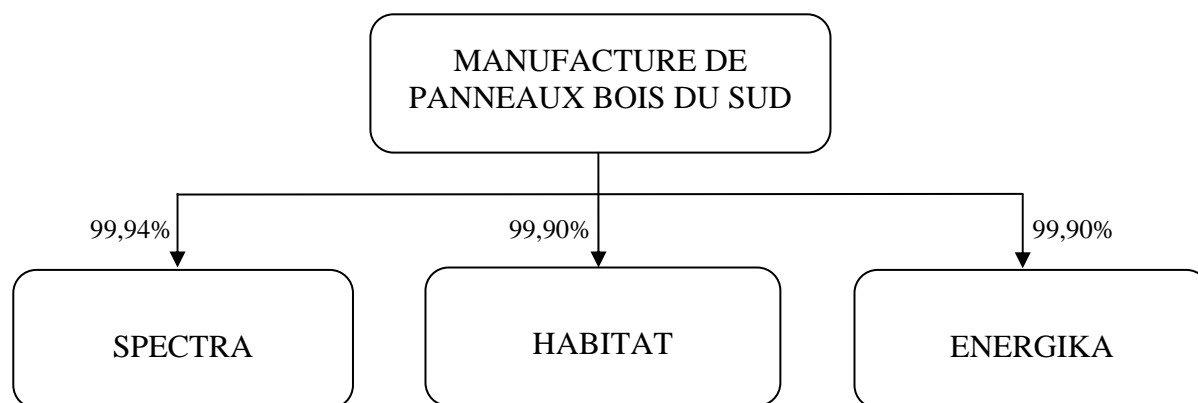 MANUFACTURE DE
PANNEAUX BOIS DU SUD
99,94%
99,90%
99,90%
SPECTRA
HABITAT
ENERGIKA